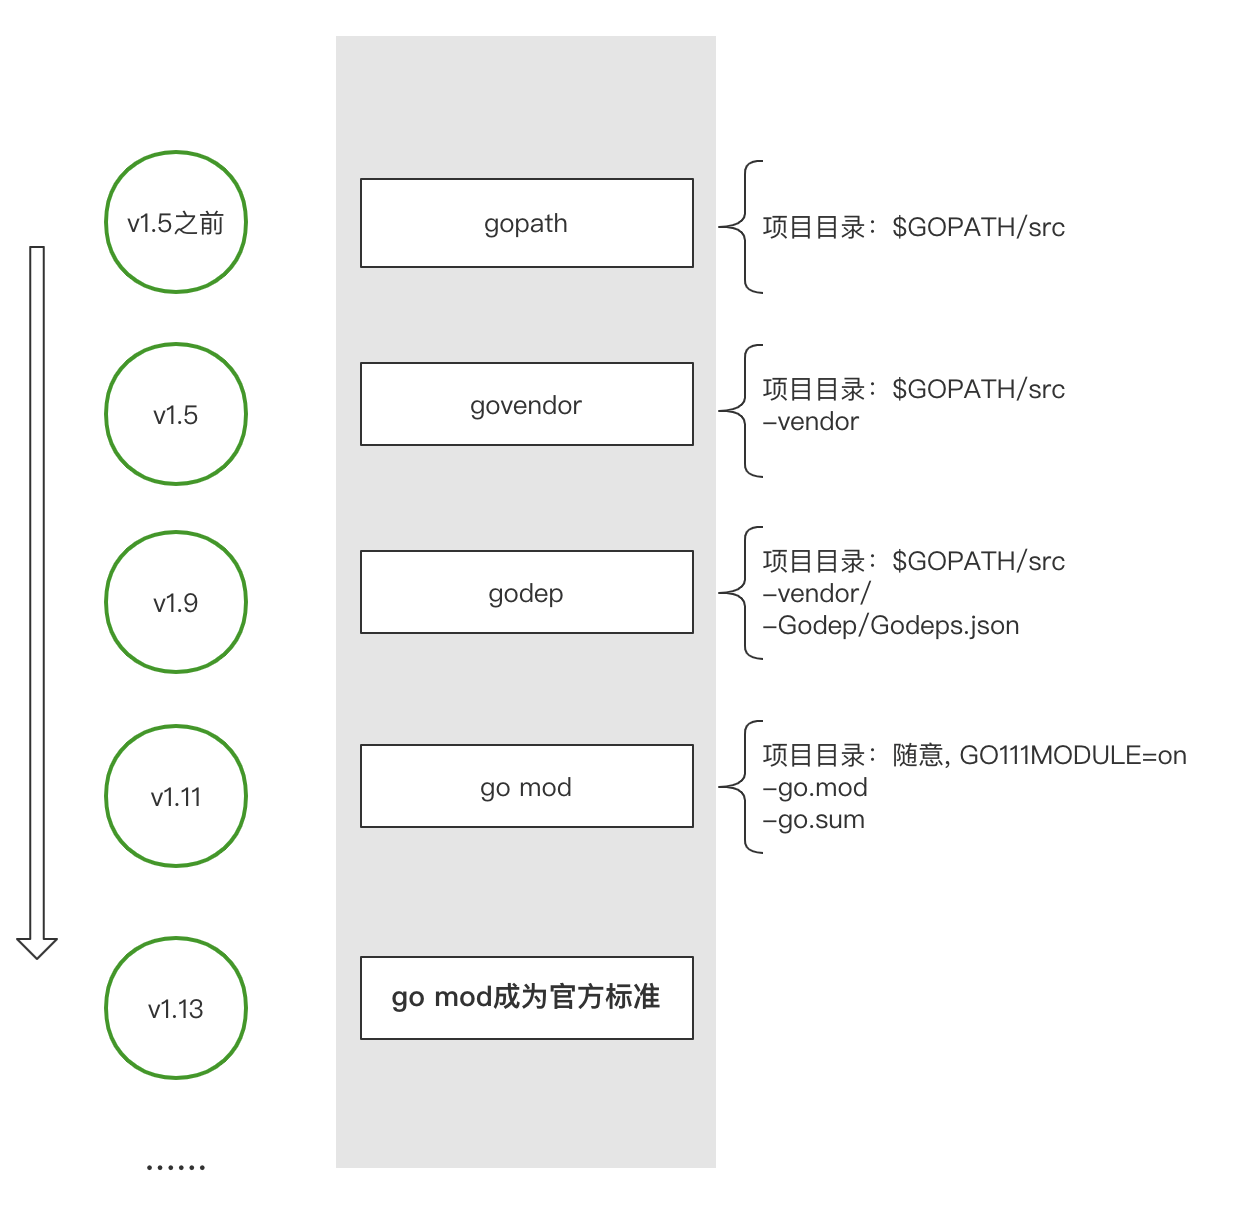 v1.5之前
gopath
项目目录：$GOPATH/src
v1.5
govendor
项目目录：$GOPATH/src
–vendor
v1.9
godep
项目目录：$GOPATH/src
–vendor/
–Godep/Godeps.json
v1.11
go mod
项目目录：随意, GO111MODULE=on
–go.mod
–go.sum
v1.13
go mod成为官方标准
······